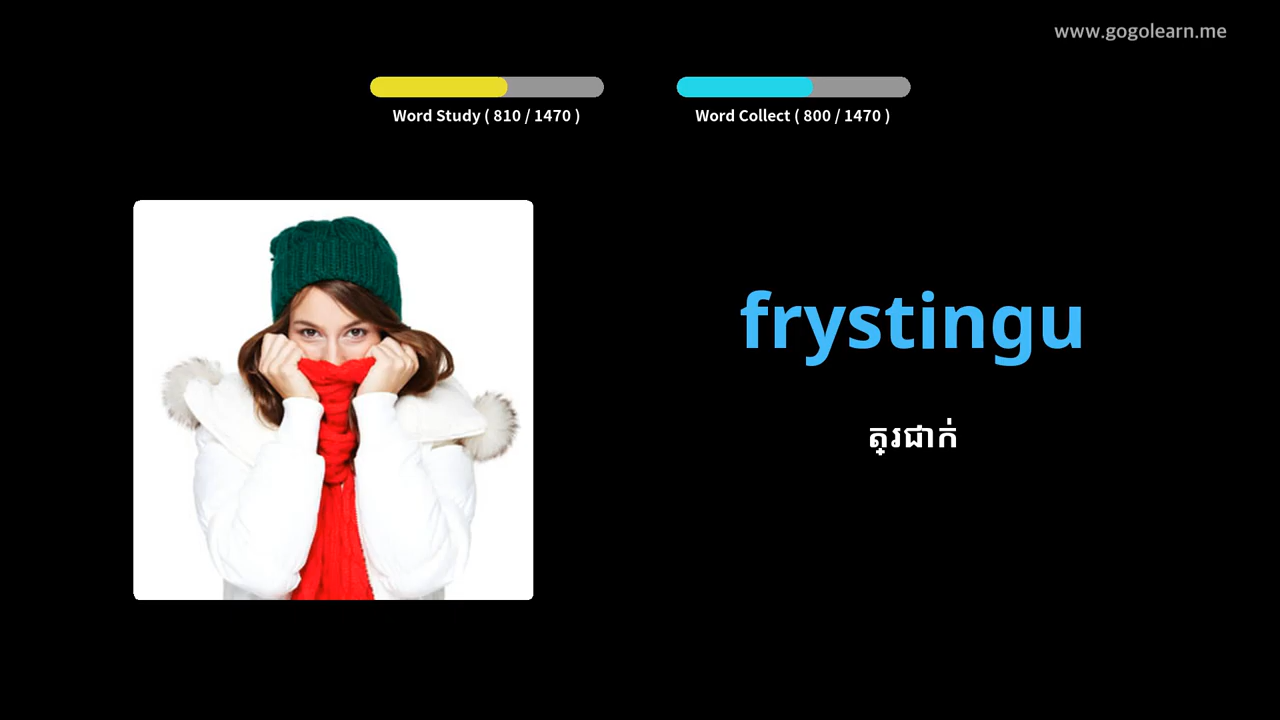 www.gogolearn.me
Word Study ( 810 / 1470 )
Word Collect ( 800 / 1470 )
frystingu
ត្រជាក់